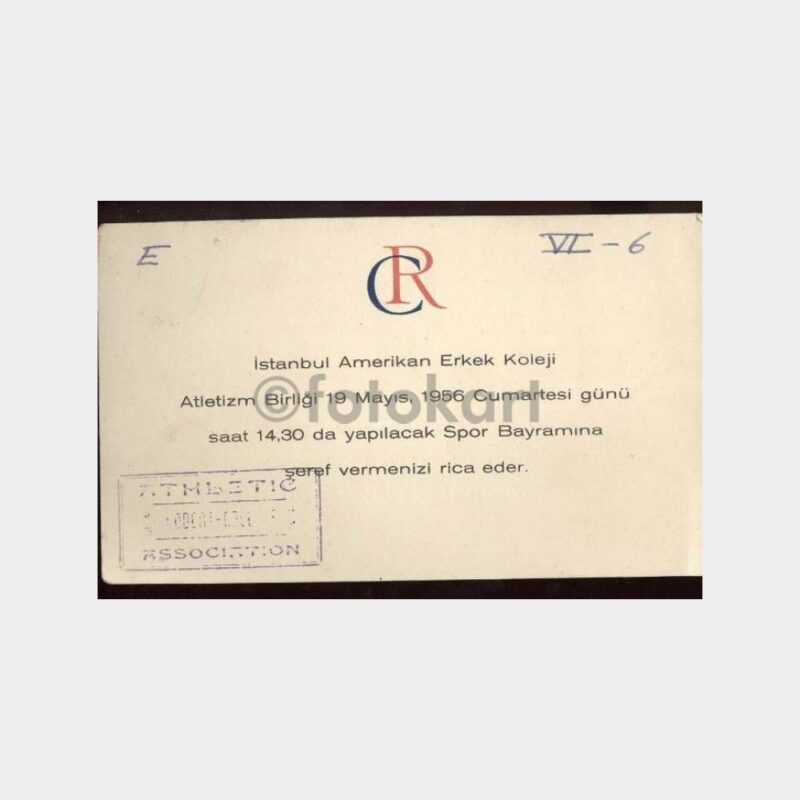 E
VI - 6
CR
İstanbul Amerikan Erkek Koleji
Atletizm Birliği 19 Mayıs, 1956 Cumartesi günü
saat 14,30 da yapılacak Spor Bayramına
şeref vermenizi rica eder.
ATHLETIC
ASSOCIATION
©fotokart